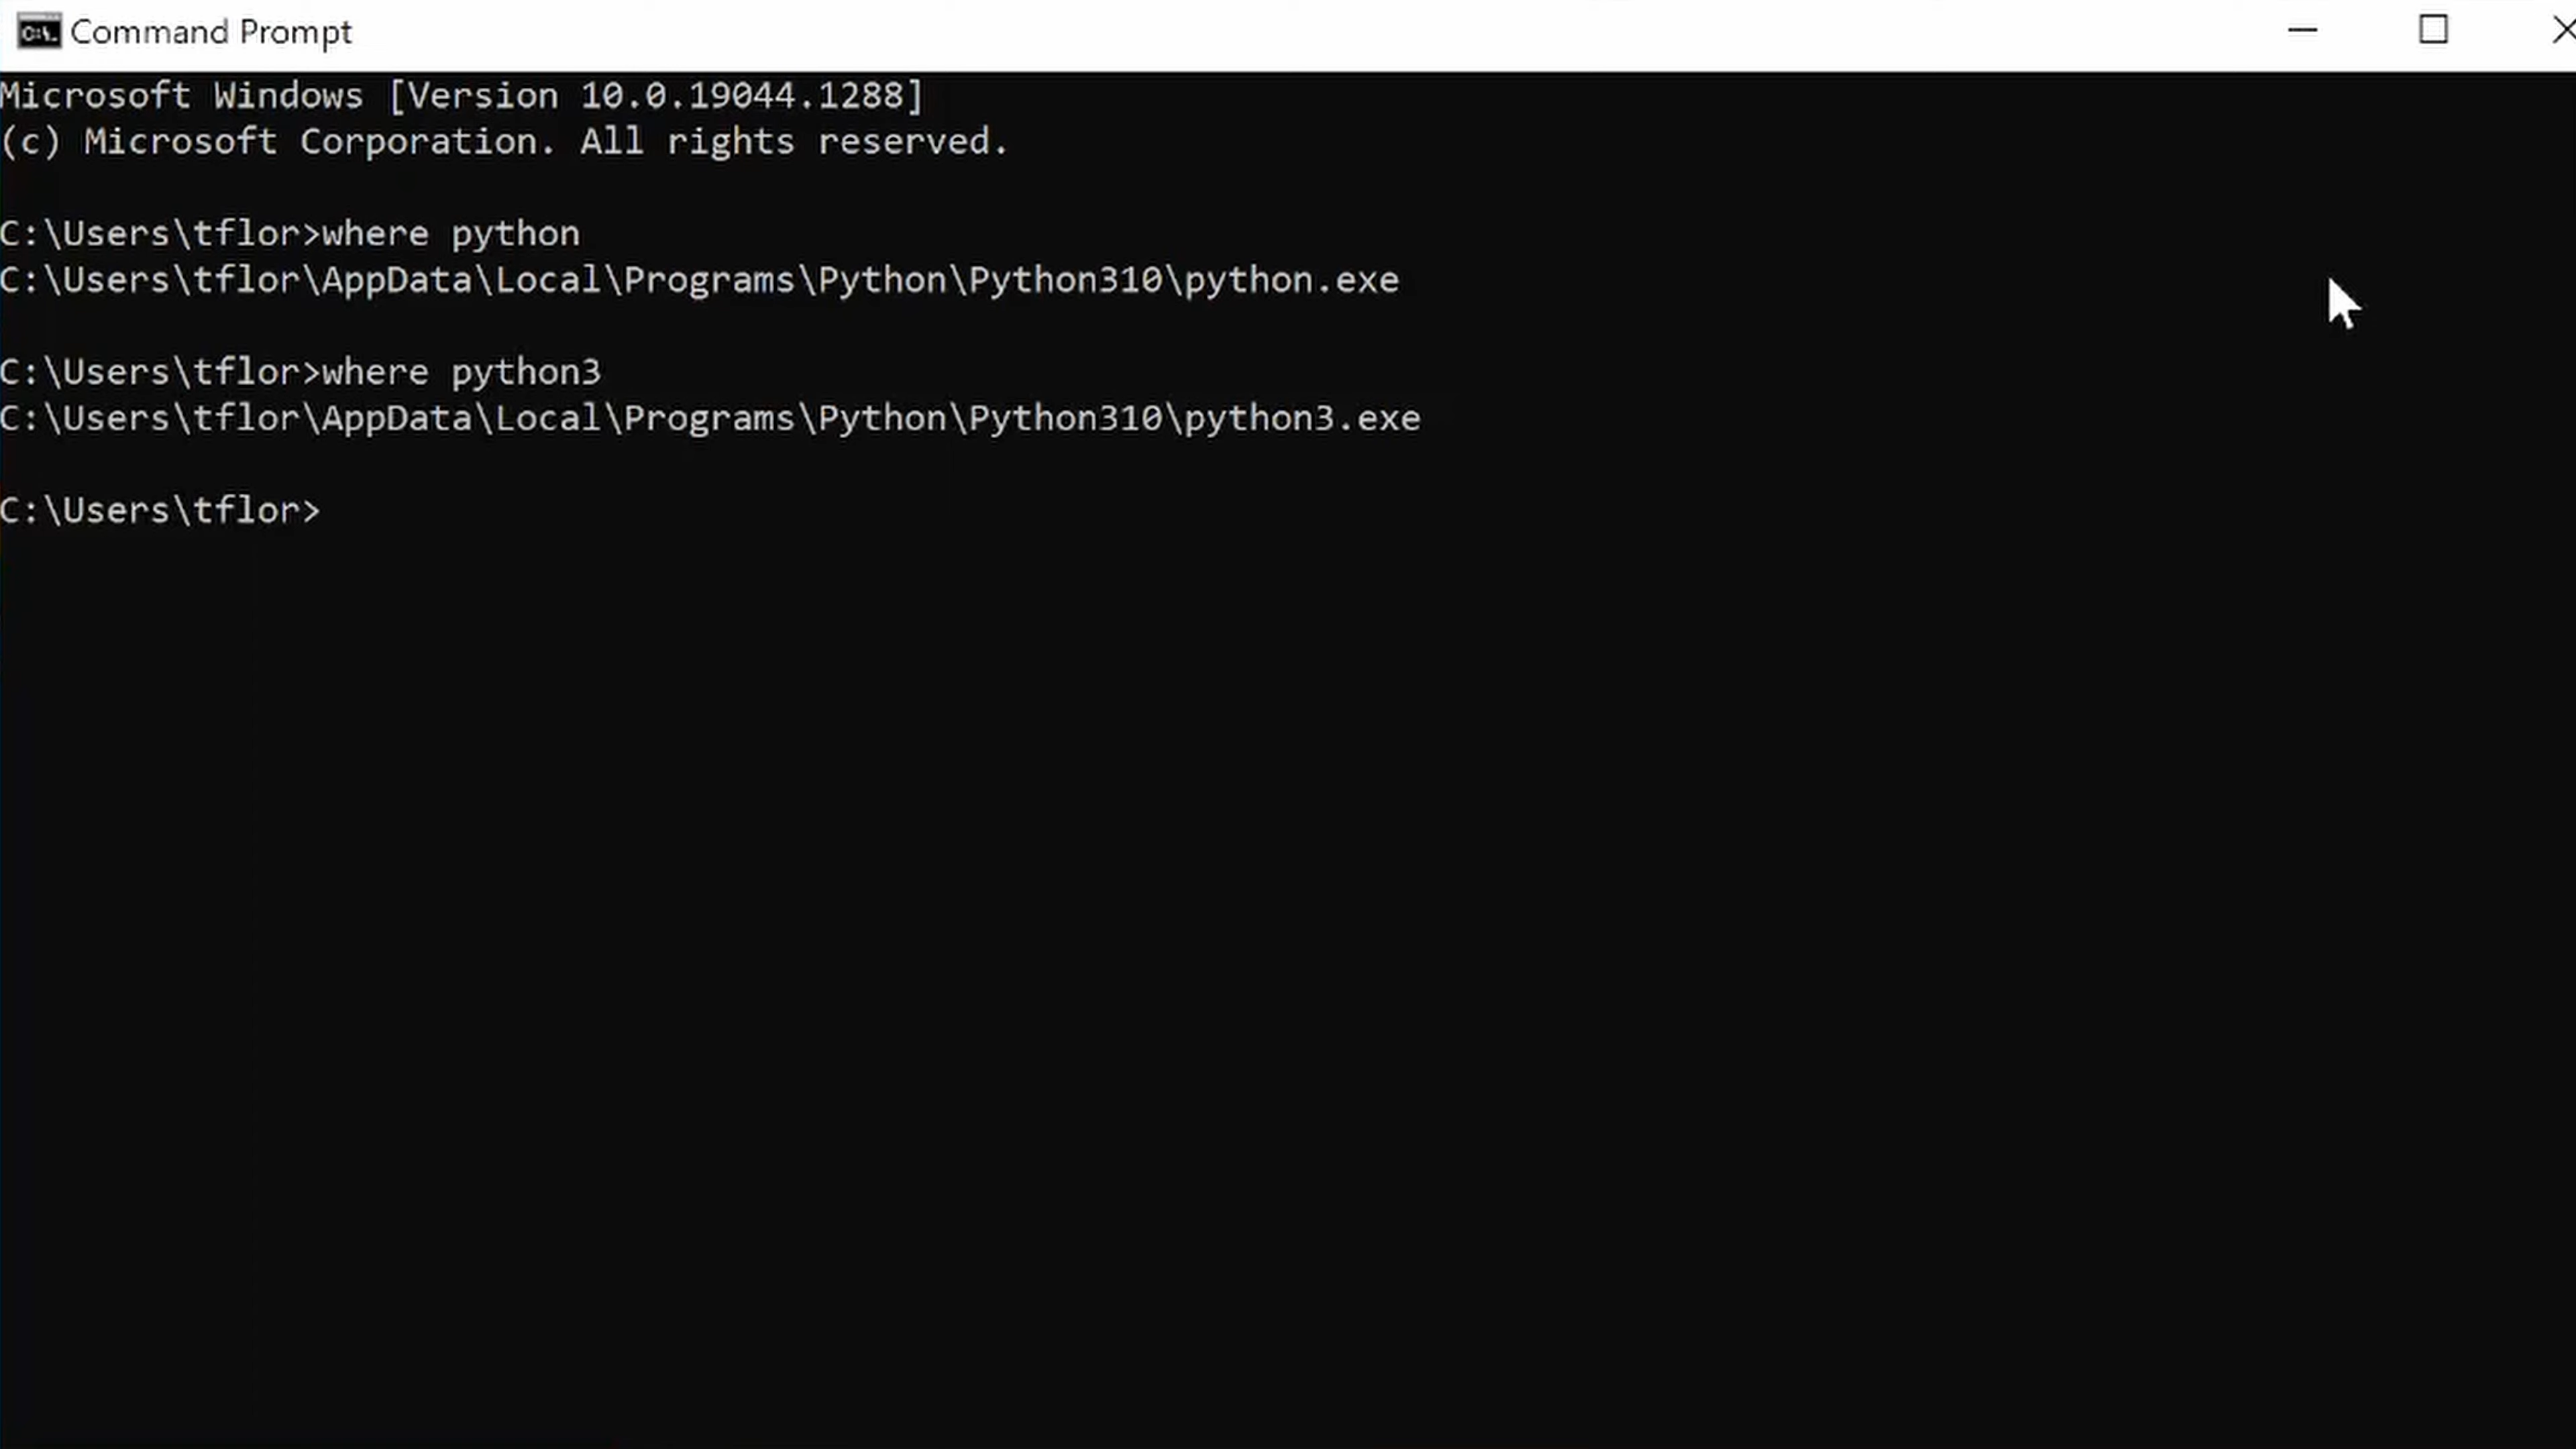 Command Prompt
Microsoft Windows [Version 10.0.19044.1288]
(c) Microsoft Corporation. All rights reserved.
C:\Users\tflor>where python
C:\Users\tflor\AppData\Local\Programs\Python\Python310\python.exe
C:\Users\tflor>where python3
C:\Users\tflor\AppData\Local\Programs\Python\Python310\python3.exe
C:\Users\tflor>